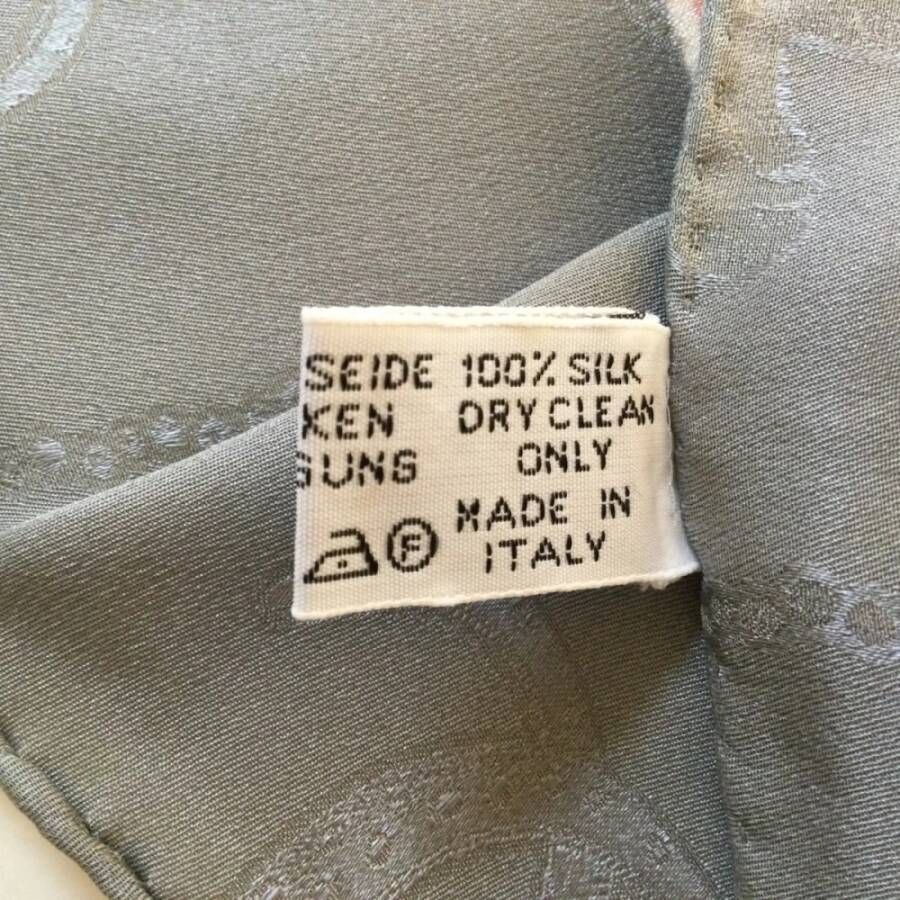 SEIDE 100% SILK
KEN DRY CLEAN
GUNG ONLY
MADE IN
F ITALY